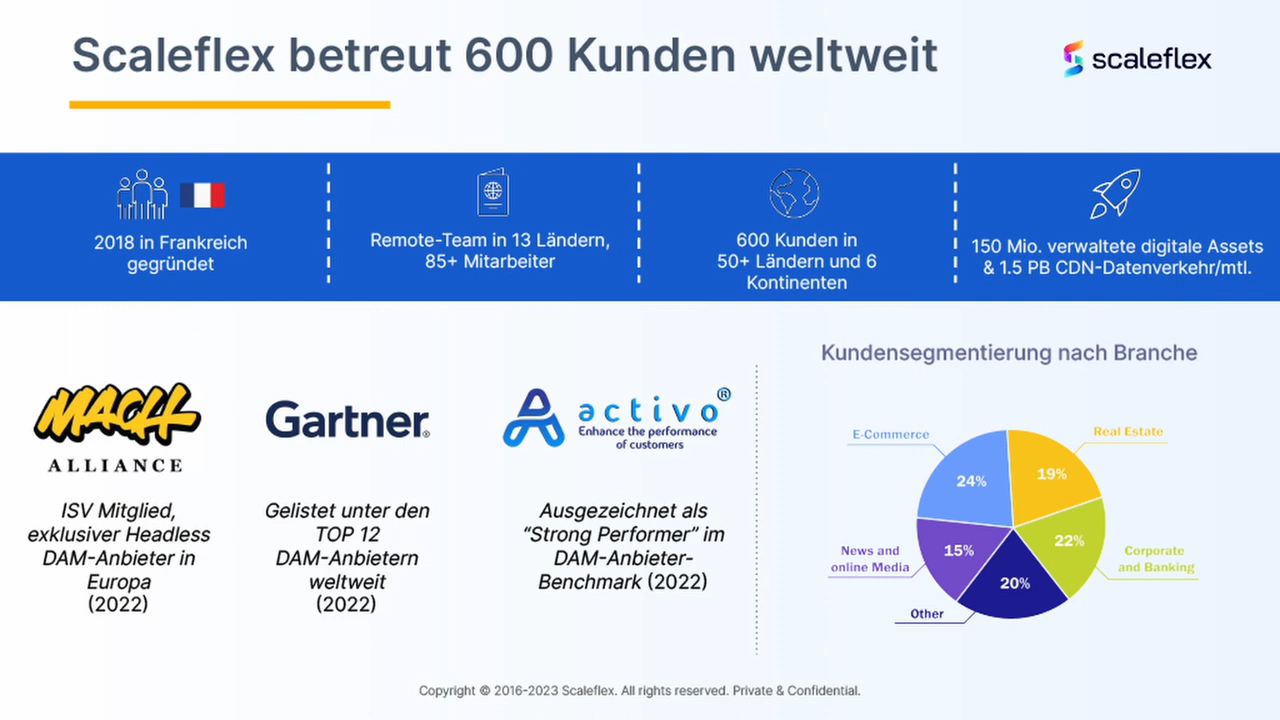 Scaleflex betreut 600 Kunden weltweit
scaleflex
2018 in Frankreich
gegründet
Remote-Team in 13 Ländern,
85+ Mitarbeiter
600 Kunden in
50+ Ländern und 6
Kontinenten
150 Mio. verwaltete digitale Assets
& 1.5 PB CDN-Datenverkehr/mtl.
MACH
ALLIANCE
ISV Mitglied,
exklusiver Headless
DAM-Anbieter in
Europa
(2022)
Gartner®
Gelistet unter den
TOP 12
DAM-Anbietern
weltweit
(2022)
activo®
Enhance the performance
of customers
Ausgezeichnet als
“Strong Performer” im
DAM-Anbieter-
Benchmark (2022)
Kundensegmentierung nach Branche
E-Commerce
24%
Real Estate
19%
Corporate
and Banking
22%
Other
20%
News and
online Media
15%
Copyright © 2016-2023 Scaleflex. All rights reserved. Private & Confidential.